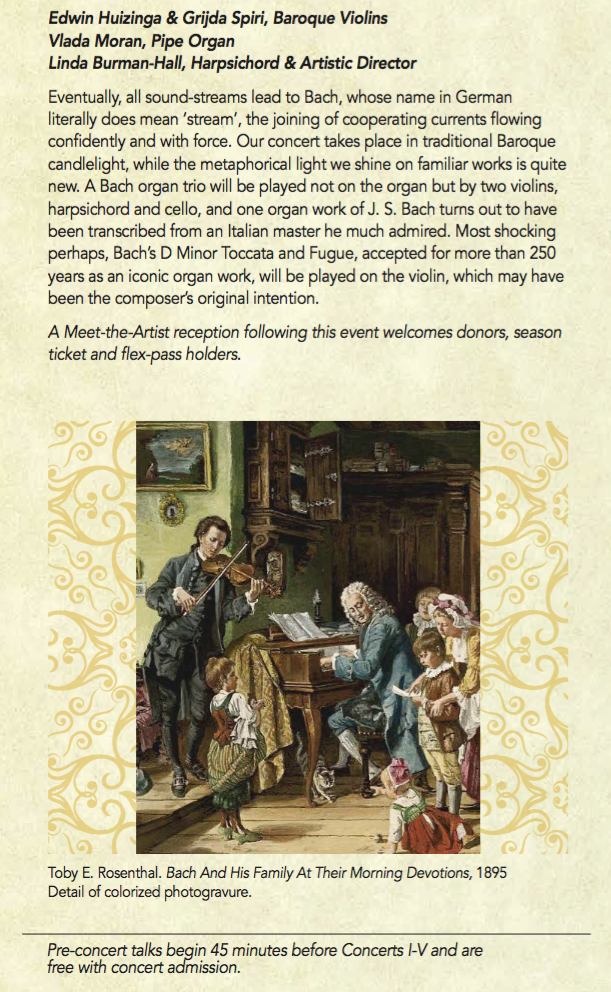 Edwin Huizinga & Grijda Spiri, Baroque Violins
Vlada Moran, Pipe Organ
Linda Burman-Hall, Harpsichord & Artistic Director
Eventually, all sound-streams lead to Bach, whose name in German
literally does mean ‘stream’, the joining of cooperating currents flowing
confidently and with force. Our concert takes place in traditional Baroque
candlelight, while the metaphorical light we shine on familiar works is quite
new. A Bach organ trio will be played not on the organ but by two violins,
harpsichord and cello, and one organ work of J. S. Bach turns out to have
been transcribed from an Italian master he much admired. Most shocking
perhaps, Bach’s D Minor Toccata and Fugue, accepted for more than 250
years as an iconic organ work, will be played on the violin, which may have
been the composer’s original intention.
A Meet-the-Artist reception following this event welcomes donors, season
ticket and flex-pass holders.
Toby E. Rosenthal. Bach And His Family At Their Morning Devotions, 1895
Detail of colorized photogravure.
Pre-concert talks begin 45 minutes before Concerts I-V and are
free with concert admission.